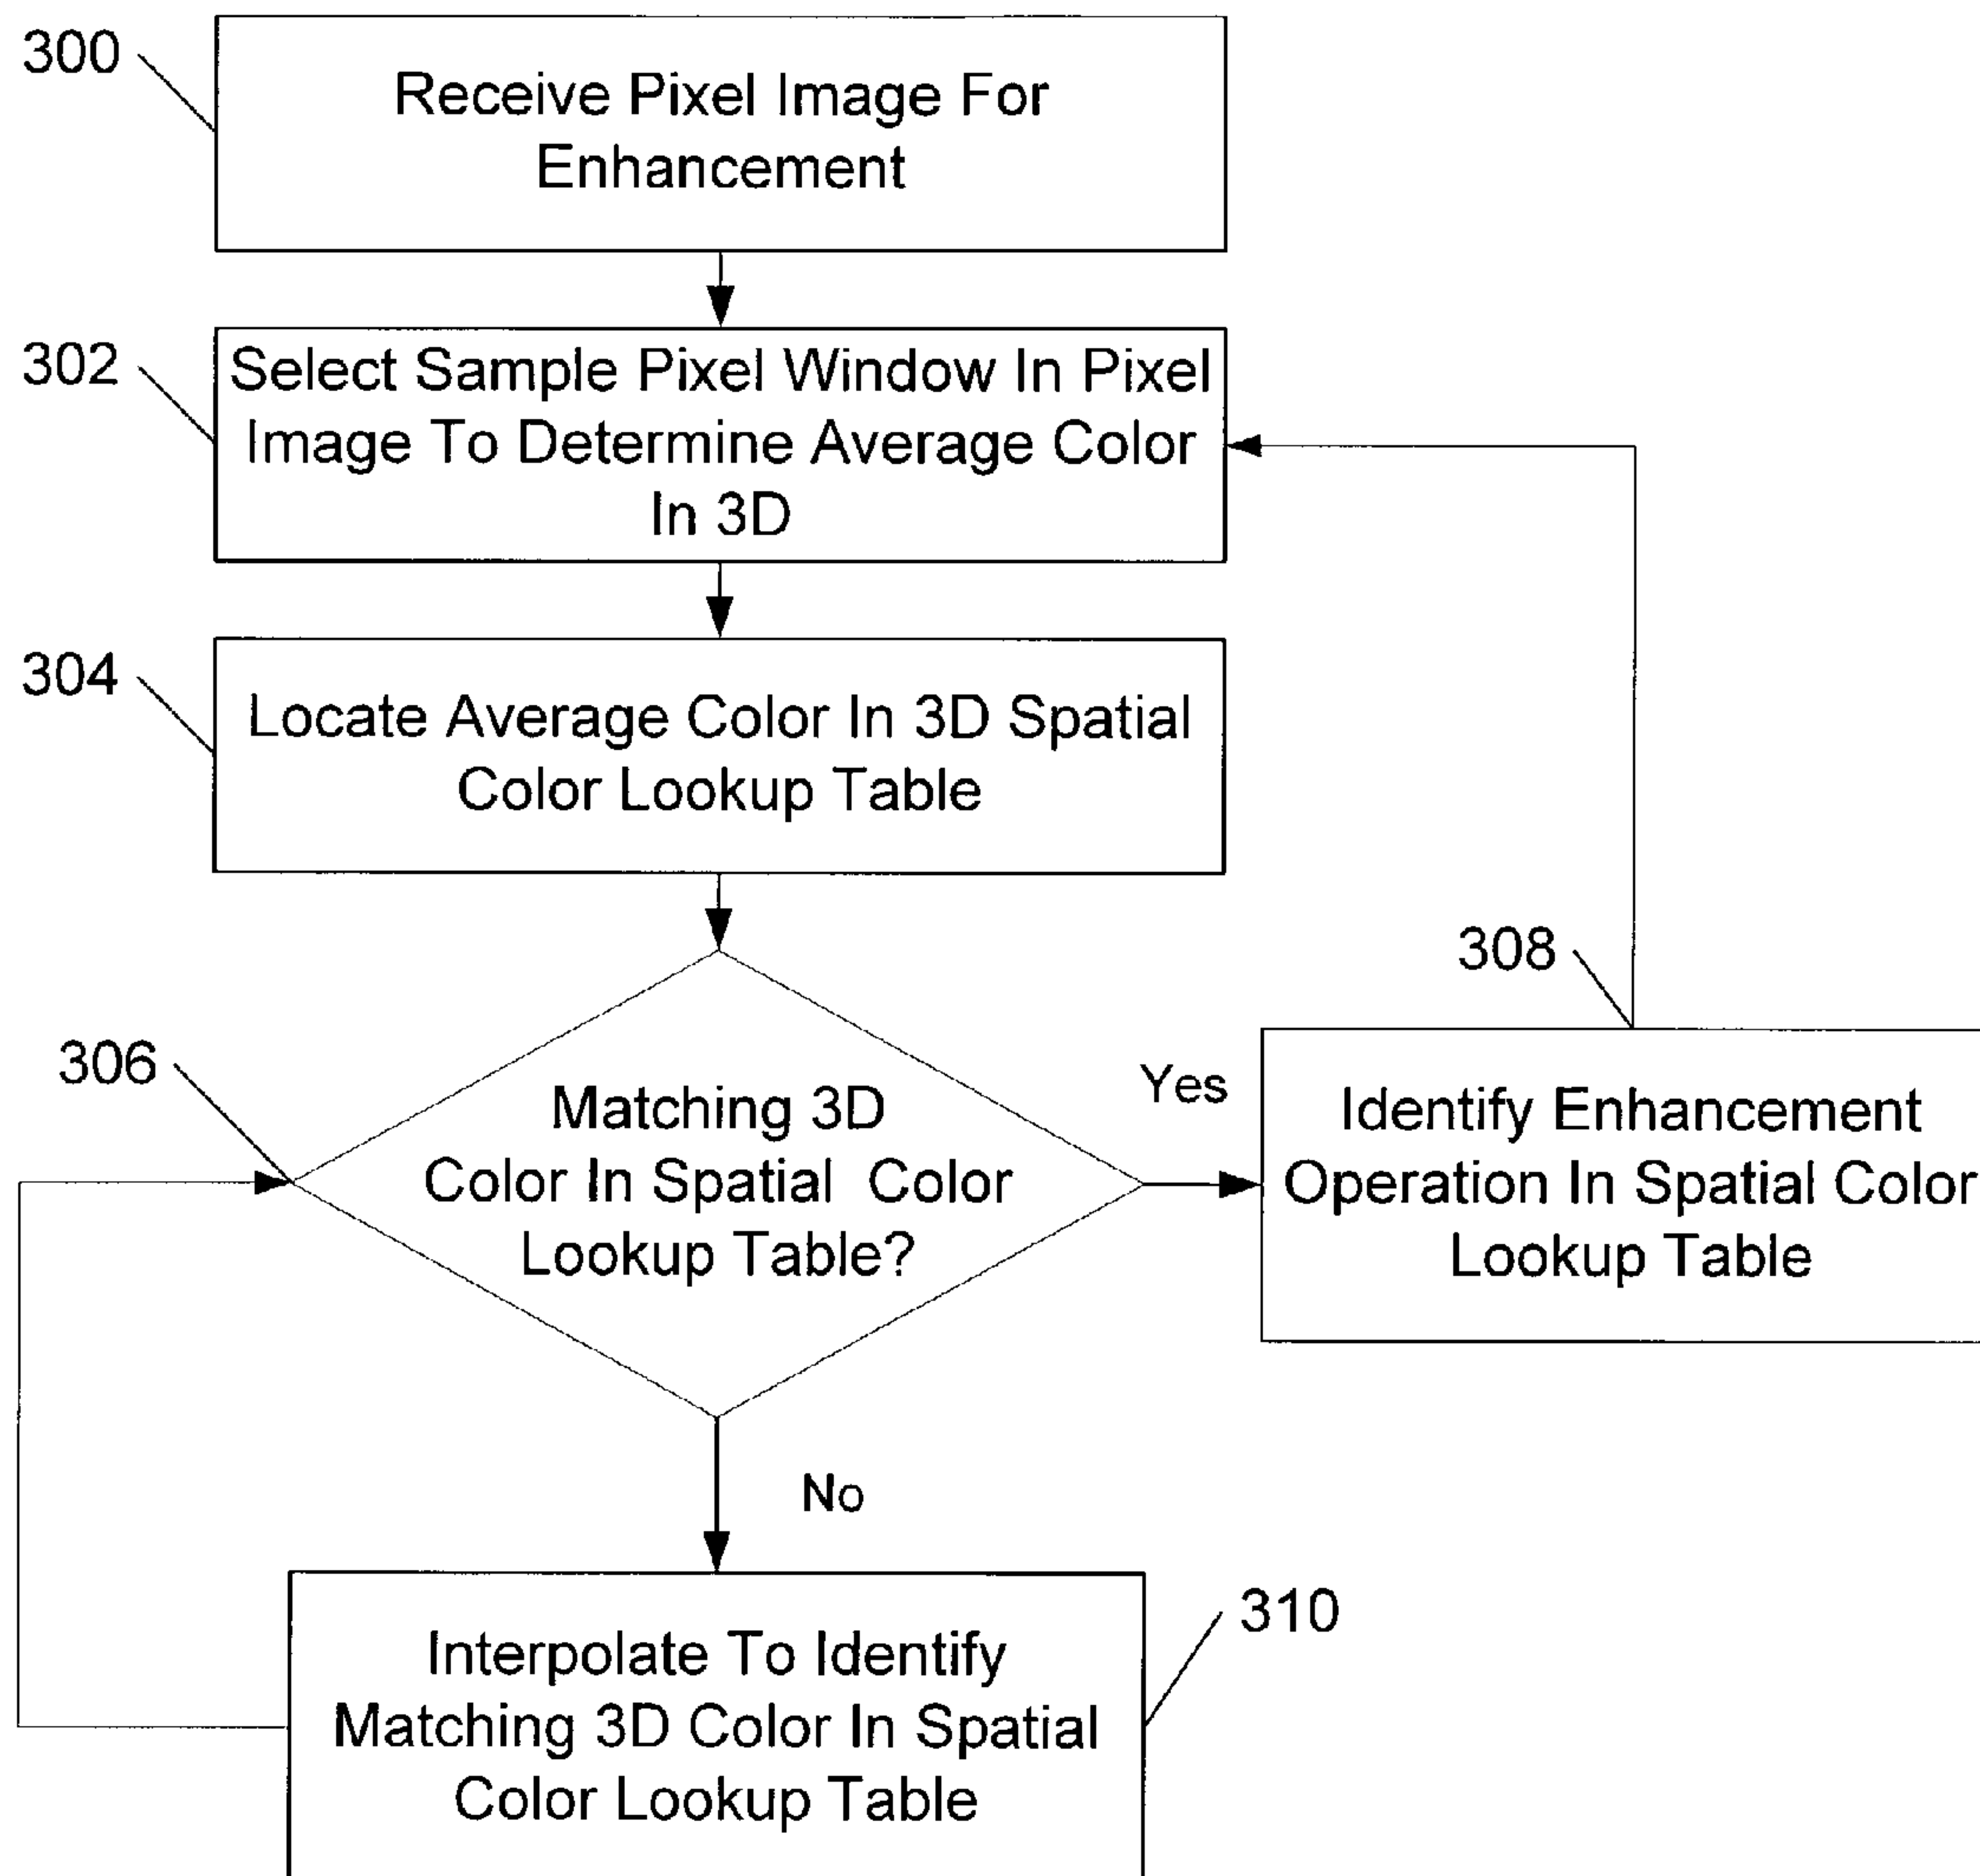 300
Receive Pixel Image For
Enhancement
302
Select Sample Pixel Window In Pixel
Image To Determine Average Color
In 3D
304
Locate Average Color In 3D Spatial
Color Lookup Table
306
Matching 3D
Color In Spatial Color
Lookup Table?
Yes
308
Identify Enhancement
Operation In Spatial Color
Lookup Table
No
310
Interpolate To Identify
Matching 3D Color In Spatial
Color Lookup Table